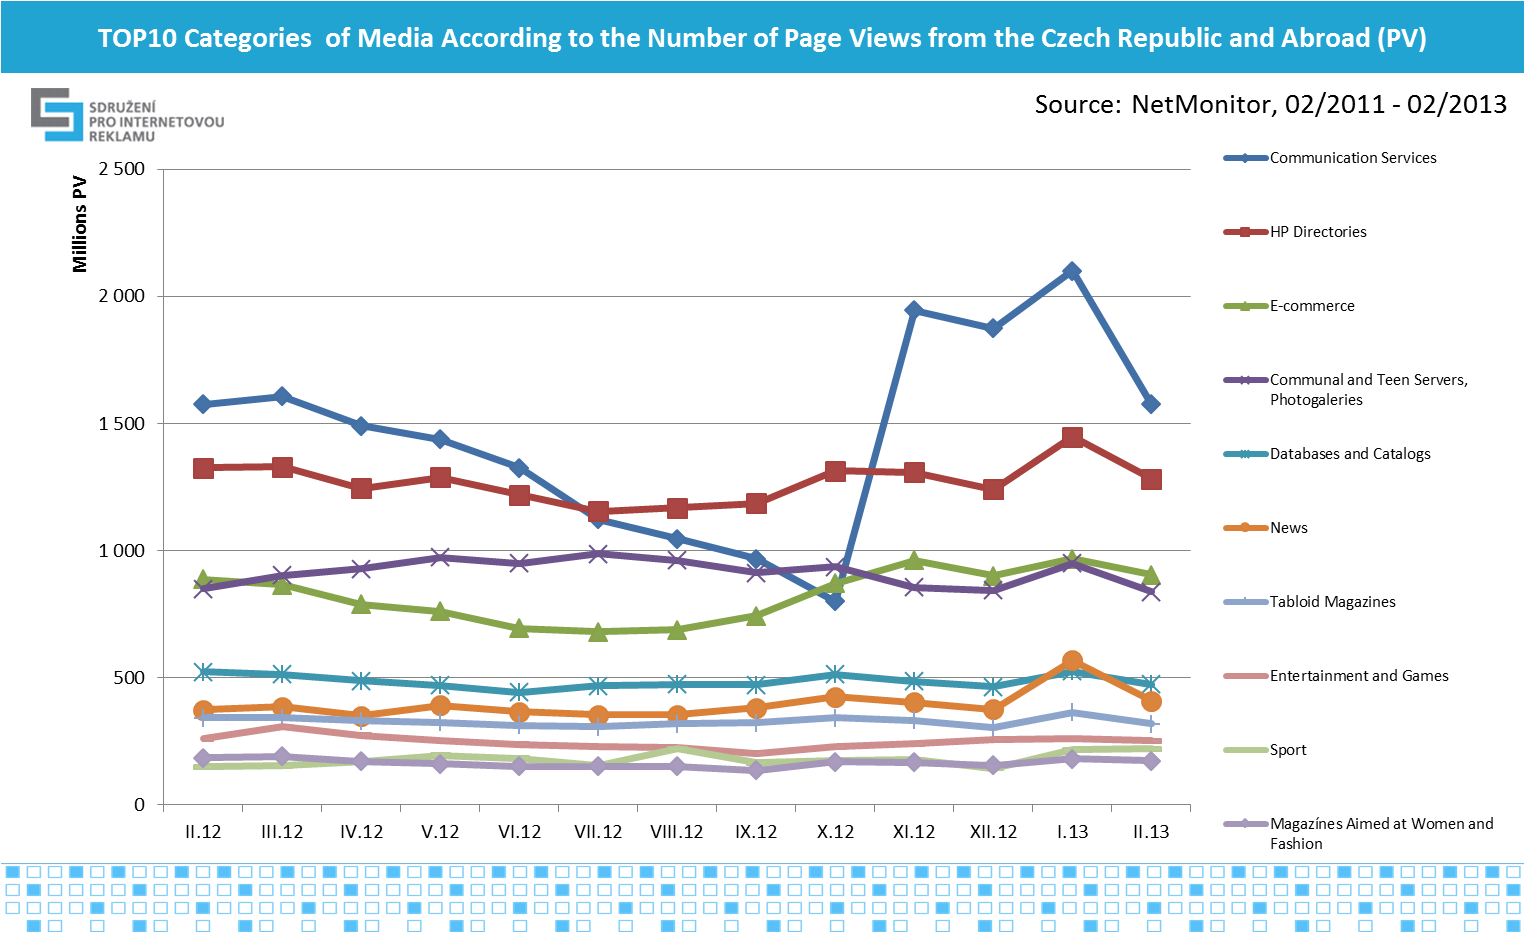 TOP10 Categories  of Media According to the Number of Page Views from the Czech Republic and Abroad (PV)
SDRUŽENÍ
PRO INTERNETOVOU
REKLAMU
Source: NetMonitor, 02/2011 - 02/2013
Millions PV
2 500
2 000
1 500
1 000
500
0
II.12 III.12 IV.12 V.12 VI.12 VII.12 VIII.12 IX.12 X.12 XI.12 XII.12 I.13 II.13
Communication Services
HP Directories
E-commerce
Communal and Teen Servers,
Photogaleries
Databases and Catalogs
News
Tabloid Magazines
Entertainment and Games
Sport
Magazínes Aimed at Women and
Fashion